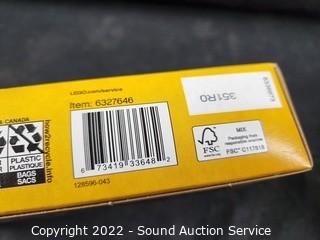 LEGO.com/service
Item: 6327646
351R0
CANADA
how2recycle.info
PLASTIC
PLASTIQUE
BAGS
SACS
6 73419 33648 2
128596-043
FSC
MIX
Packaging from
responsible sources
FSC® C117818
Copyright 2022 - Sound Auction Service